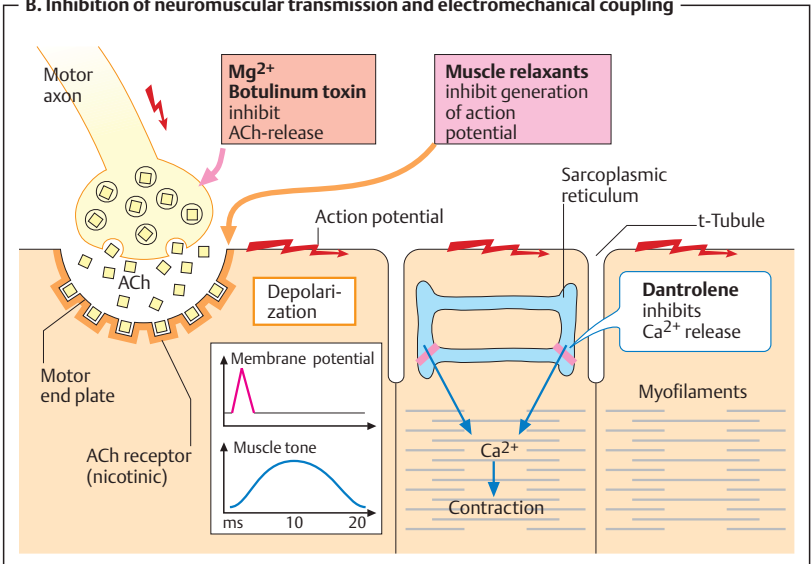 B. Inhibition of neuromuscular transmission and electromechanical coupling
Motor
axon
Mg2+
Botulinum toxin
inhibit
ACh-release
Muscle relaxants
inhibit generation
of action
potential
Sarcoplasmic
reticulum
Action potential
t-Tubule
ACh
Depolari-
zation
Dantrolene
inhibits
Ca2+ release
Motor
end plate
ACh receptor
(nicotinic)
Membrane potential
Muscle tone
ms 10 20
Myofilaments
Ca2+
Contraction